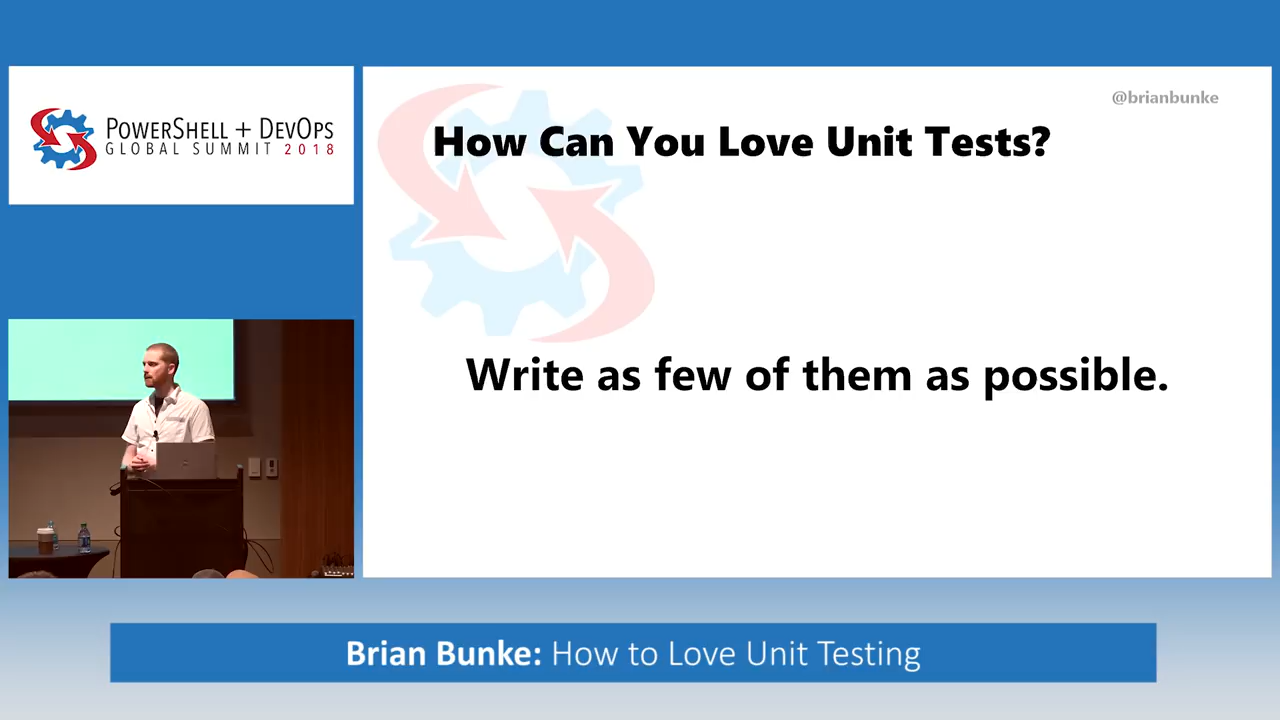 POWERSHELL + DEVOPS
GLOBAL SUMMIT 2018
@brianbunke
How Can You Love Unit Tests?
Write as few of them as possible.
Brian Bunke: How to Love Unit Testing